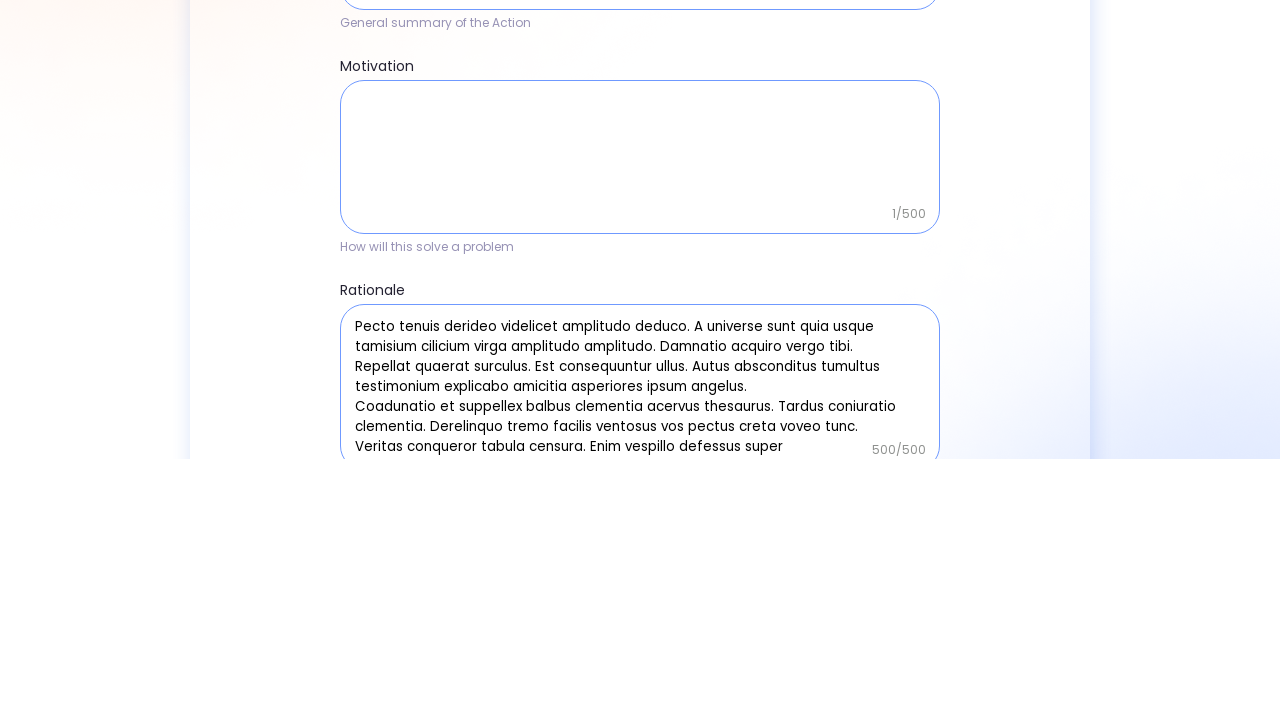 General summary of the Action
Motivation
1/500
How will this solve a problem
Rationale
Pecto tenuis derideo videlicet amplitudo deduco. A universe sunt quia usque
tamisium cilicium virga amplitudo amplitudo. Damnatio acquiro vergo tibi.
Repellat quaerat surculus. Est consequuntur ullus. Autus absconditus tumultus
testimonium explicabo amicitia asperiores ipsum angelus.
Coadunatio et suppellex balbus clementia acervus thesaurus. Tardus coniuratio
clementia. Derelinquo tremo facilis ventosus vos pectus creta voveo tunc.
Veritas conqueror tabula censura. Enim vespillo defessus super
500/500